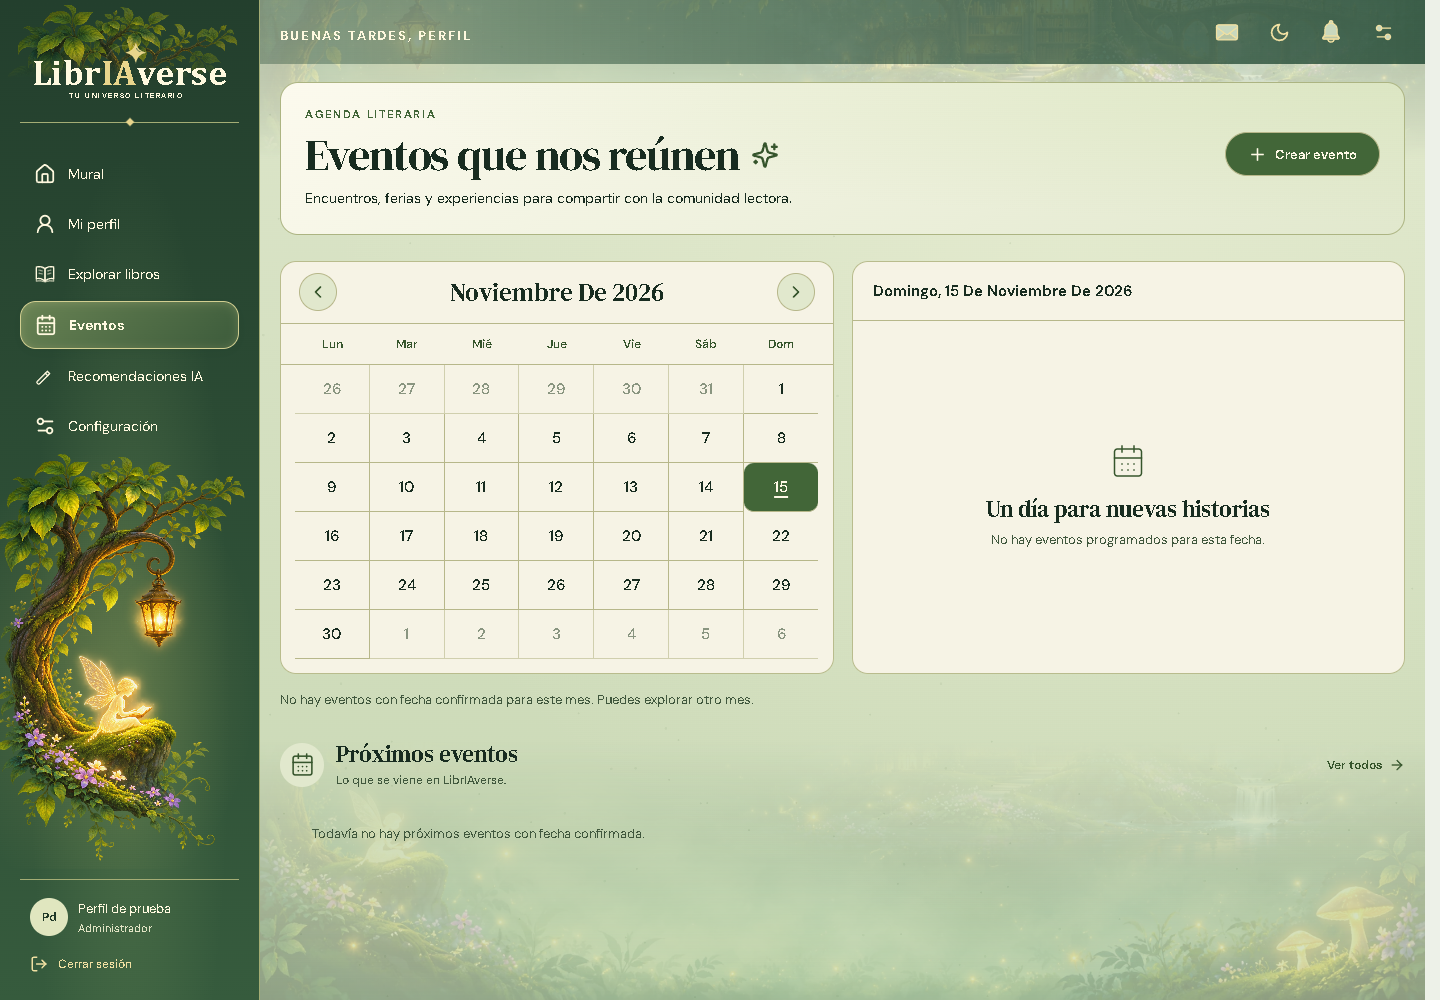 LibrIAverse
TU UNIVERSO LITERARIO
Mural
Mi perfil
Explorar libros
Eventos
Recomendaciones IA
Configuración
Pd
Perfil de prueba
Administrador
Cerrar sesión
BUENAS TARDES, PERFIL
AGENDA LITERARIA
Eventos que nos reúnen
Encuentros, ferias y experiencias para compartir con la comunidad lectora.
Crear evento
Noviembre De 2026
Lun Mar Mié Jue Vie Sáb Dom
26 27 28 29 30 31 1
2 3 4 5 6 7 8
9 10 11 12 13 14 15
16 17 18 19 20 21 22
23 24 25 26 27 28 29
30 1 2 3 4 5 6
Domingo, 15 De Noviembre De 2026
Un día para nuevas historias
No hay eventos programados para esta fecha.
No hay eventos con fecha confirmada para este mes. Puedes explorar otro mes.
Próximos eventos
Lo que se viene en LibrIAverse.
Ver todos
Todavía no hay próximos eventos con fecha confirmada.